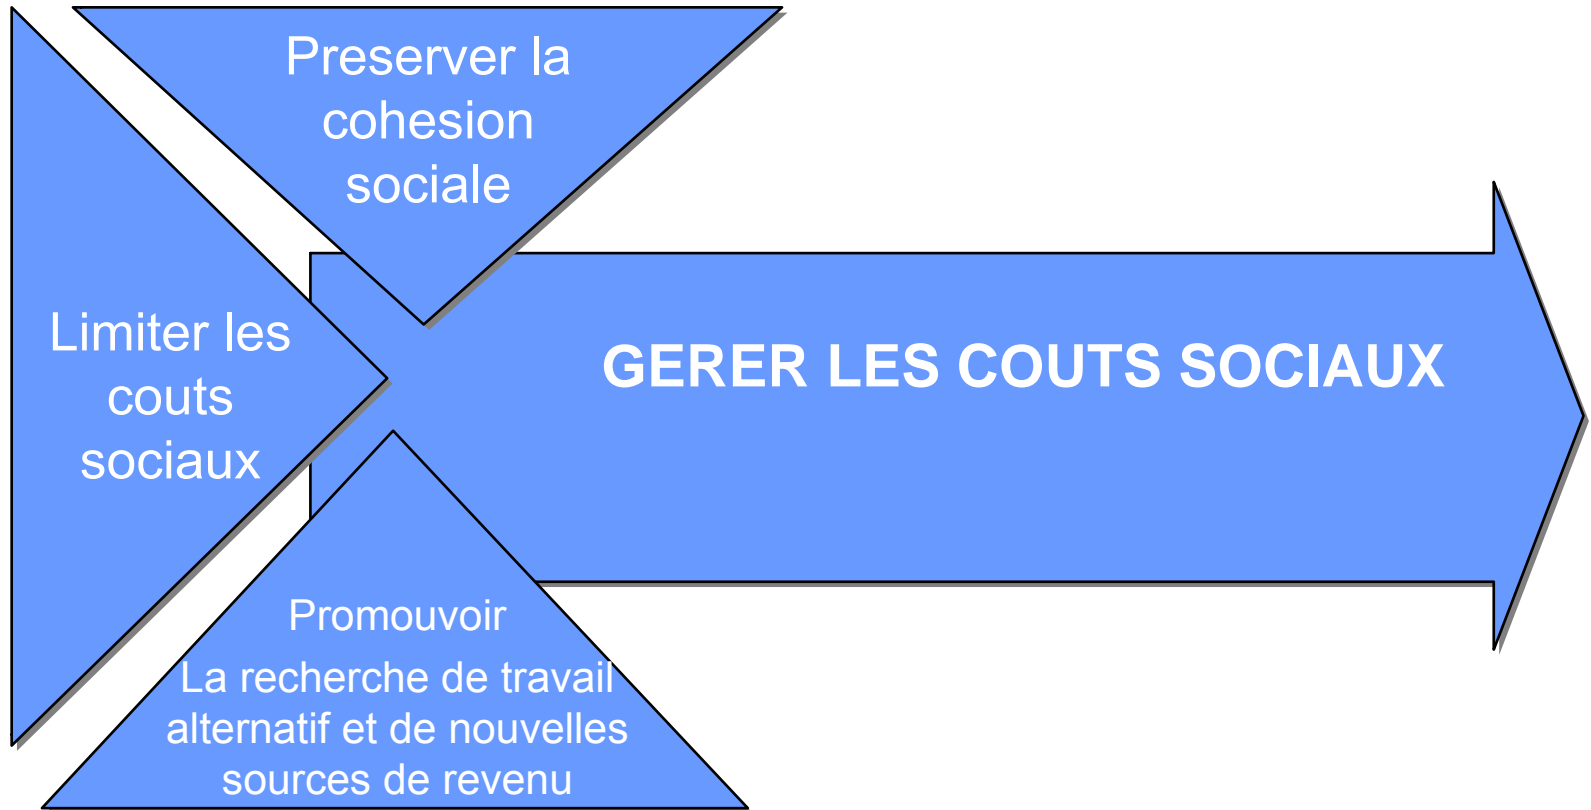 Preserver la
cohesion
sociale
Limiter les
couts
sociaux
GERER LES COUTS SOCIAUX
Promouvoir
La recherche de travail
alternatif et de nouvelles
sources de revenu